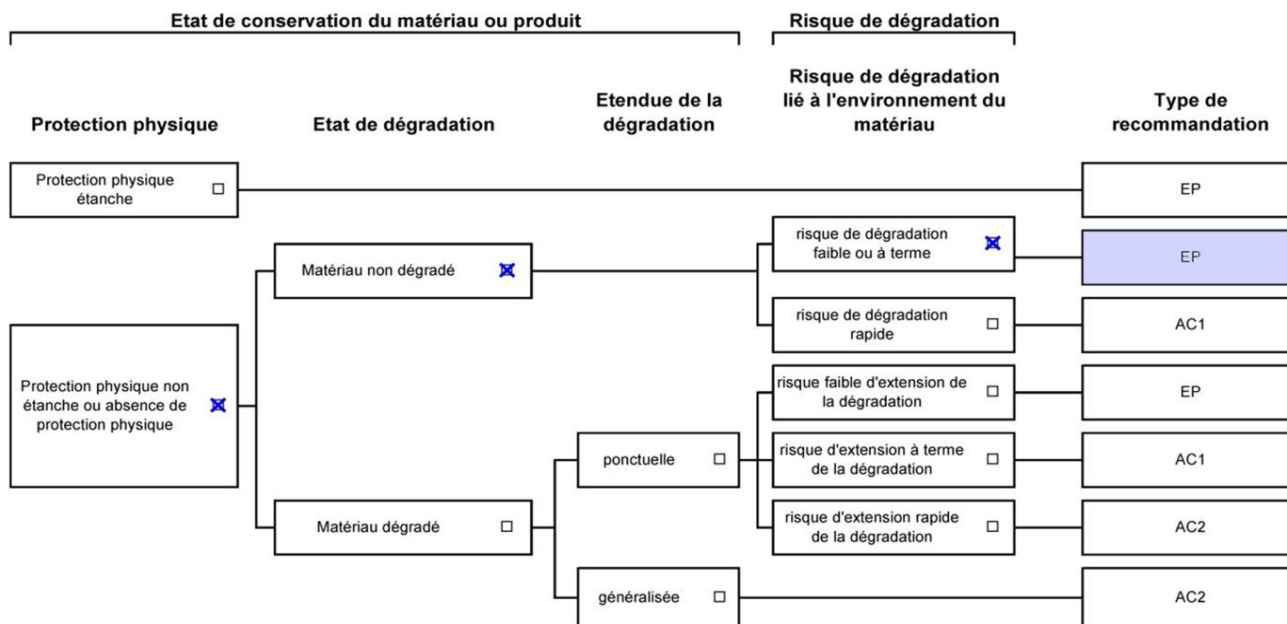 Etat de conservation du matériau ou produit
Risque de dégradation
Protection physique
Etat de dégradation
Etendue de la
dégradation
Risque de dégradation
lié à l'environnement du
matériau
Type de
recommandation
Protection physique
étanche
EP
risque de dégradation
faible ou à terme
EP
Matériau non dégradé
risque de dégradation
rapide
AC1
Protection physique non
étanche ou absence de
protection physique
risque faible d'extension de
la dégradation
EP
ponctuelle
risque d'extension à terme
de la dégradation
AC1
Matériau dégradé
risque d'extension rapide
de la dégradation
AC2
généralisée
AC2